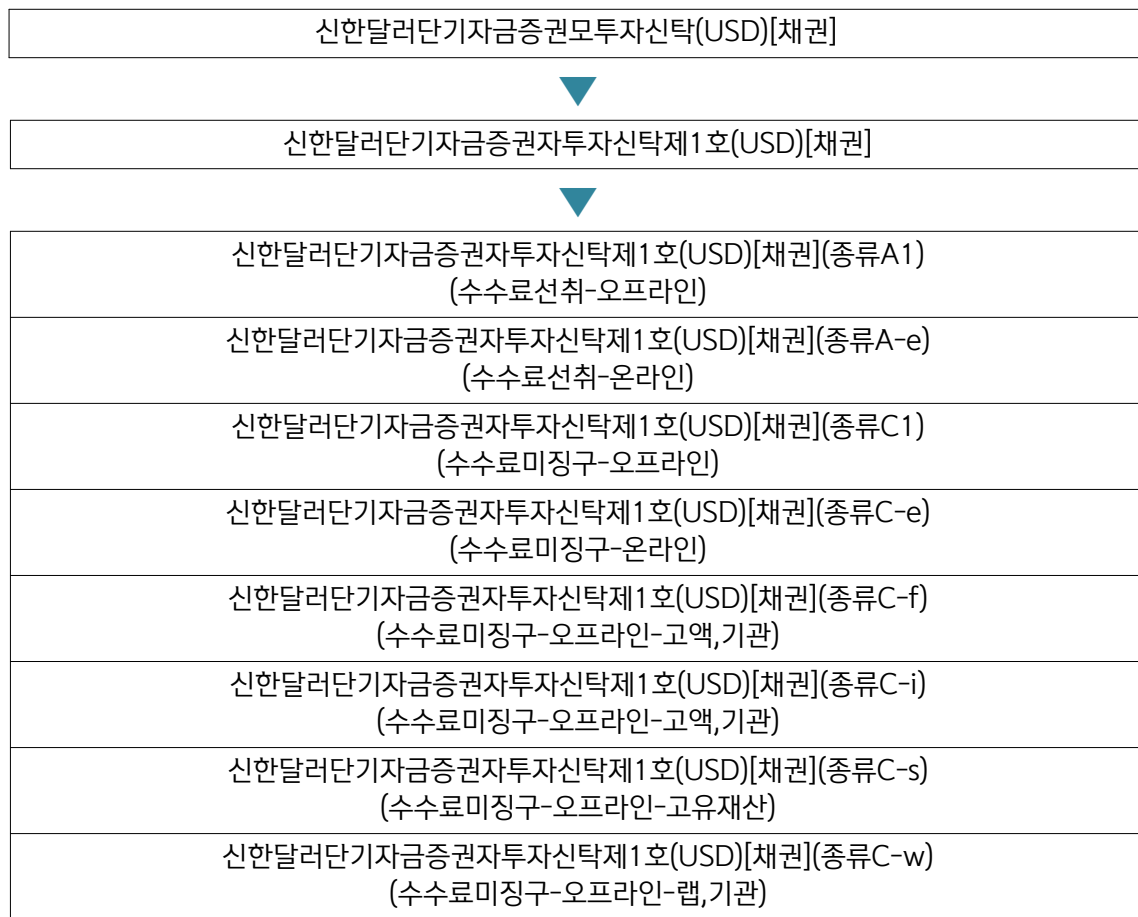 신한달러단기자금증권모투자신탁(USD)[채권]
신한달러단기자금증권자투자신탁제1호(USD)[채권]
신한달러단기자금증권자투자신탁제1호(USD)[채권](종류A1)
(수수료선취-오프라인)
신한달러단기자금증권자투자신탁제1호(USD)[채권](종류A-e)
(수수료선취-온라인)
신한달러단기자금증권자투자신탁제1호(USD)[채권](종류C1)
(수수료미징구-오프라인)
신한달러단기자금증권자투자신탁제1호(USD)[채권](종류C-e)
(수수료미징구-온라인)
신한달러단기자금증권자투자신탁제1호(USD)[채권](종류C-f)
(수수료미징구-오프라인-고액,기관)
신한달러단기자금증권자투자신탁제1호(USD)[채권](종류C-i)
(수수료미징구-오프라인-고액,기관)
신한달러단기자금증권자투자신탁제1호(USD)[채권](종류C-s)
(수수료미징구-오프라인-고유재산)
신한달러단기자금증권자투자신탁제1호(USD)[채권](종류C-w)
(수수료미징구-오프라인-랩,기관)